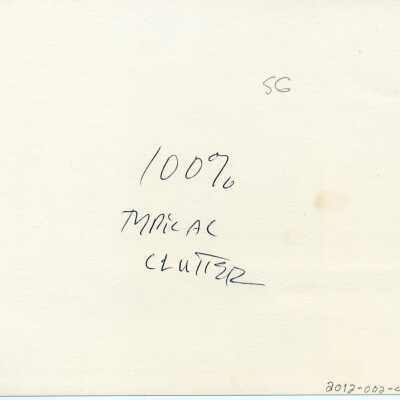 SG
100%
TYPICAL
CLUTTER